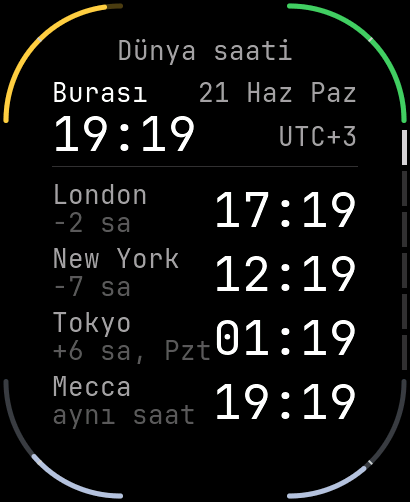 Dünya saati
Burası 21 Haz Paz
19:19 UTC+3
London 17:19
-2 sa
New York 12:19
-7 sa
Tokyo 01:19
+6 sa, Pzt
Mecca 19:19
aynı saat